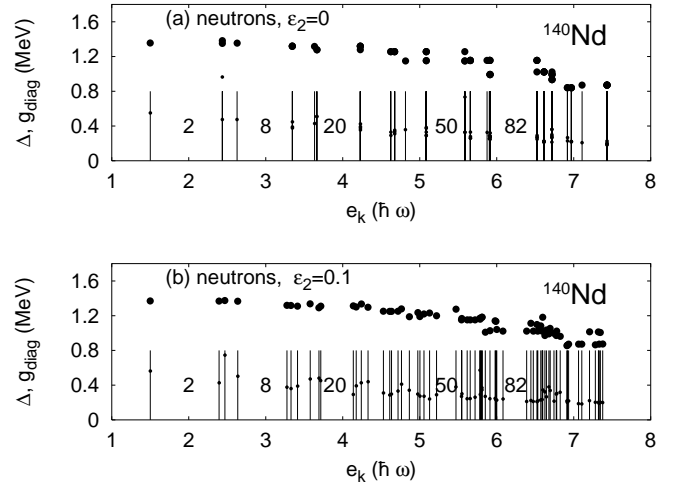 (a) neutrons, ε₂=0
¹⁴⁰Nd
Δ, g_diag (MeV)
1.6
1.2
0.8
0.4
0
2 8 20 50 82
1 2 3 4 5 6 7 8
e_k (ħ ω)
(b) neutrons, ε₂=0.1
¹⁴⁰Nd
Δ, g_diag (MeV)
1.6
1.2
0.8
0.4
0
2 8 20 50 82
1 2 3 4 5 6 7 8
e_k (ħ ω)